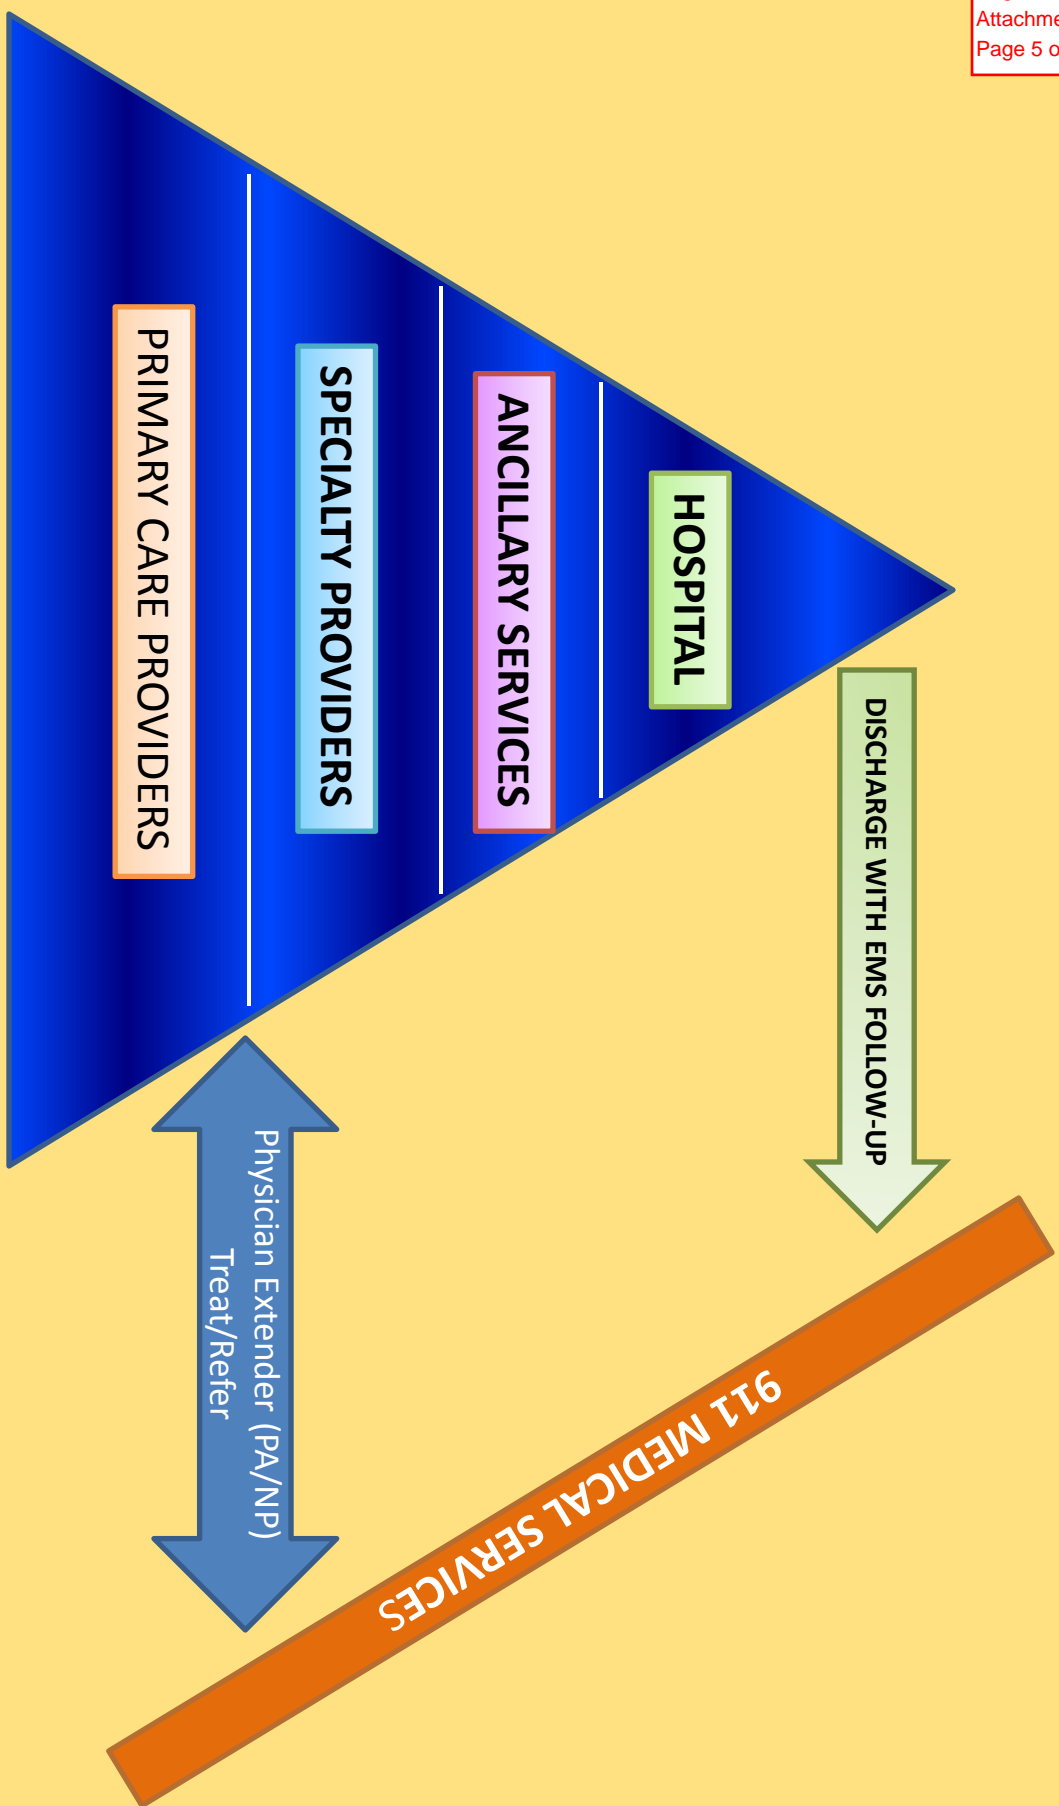 Attachme
Page 5 o
HOSPITAL
ANCILLARY SERVICES
SPECIALTY PROVIDERS
PRIMARY CARE PROVIDERS
DISCHARGE WITH EMS FOLLOW-UP
Physician Extender (PA/NP)
Treat/Refer
911 MEDICAL SERVICES